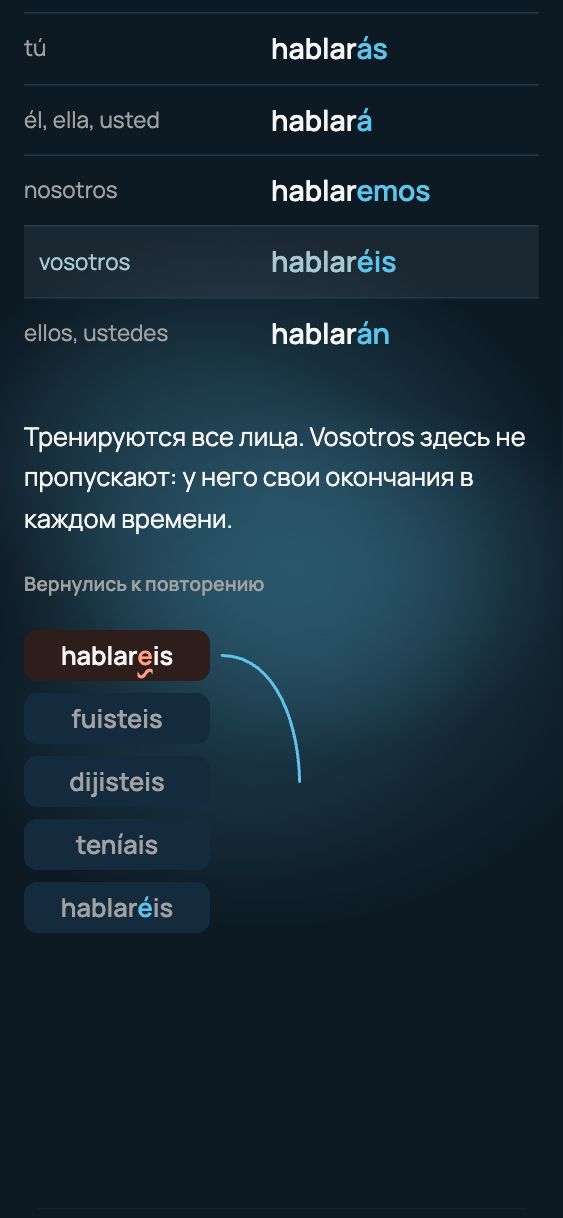 tú hablarás
él, ella, usted hablará
nosotros hablaremos
vosotros hablaréis
ellos, ustedes hablarán
Тренируются все лица. Vosotros здесь не
пропускают: у него свои окончания в
каждом времени.
Вернулись к повторению
hablareis
fuisteis
dijisteis
teníais
hablaréis